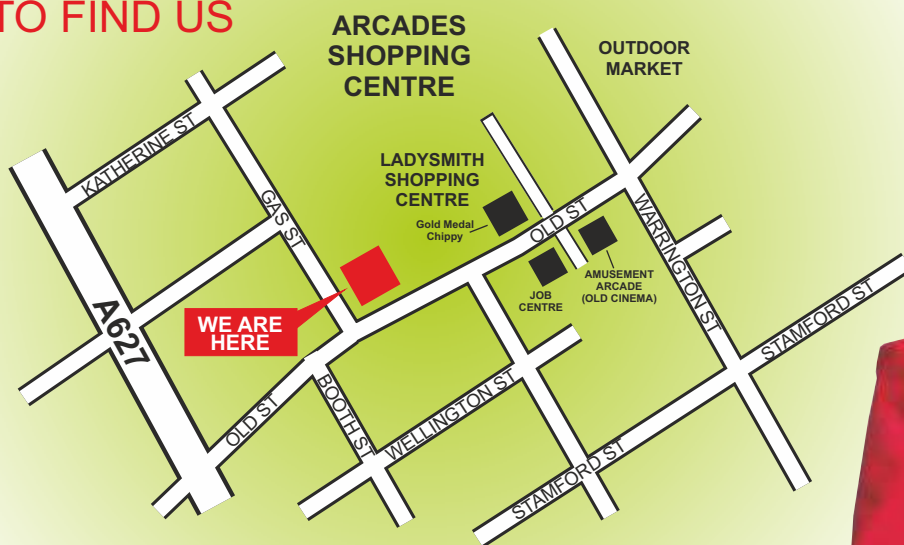 TO FIND US
ARCADES
SHOPPING
CENTRE
OUTDOOR
MARKET
KATHERINE ST
LADYSMITH
SHOPPING
CENTRE
Gold Medal
Chippy
GAS ST
OLD ST
WARRINGTON ST
JOB
CENTRE
AMUSEMENT
ARCADE
(OLD CINEMA)
A627
WE ARE
HERE
STAMFORD ST
OLD ST
BOOTH ST
WELLINGTON ST
STAMFORD ST